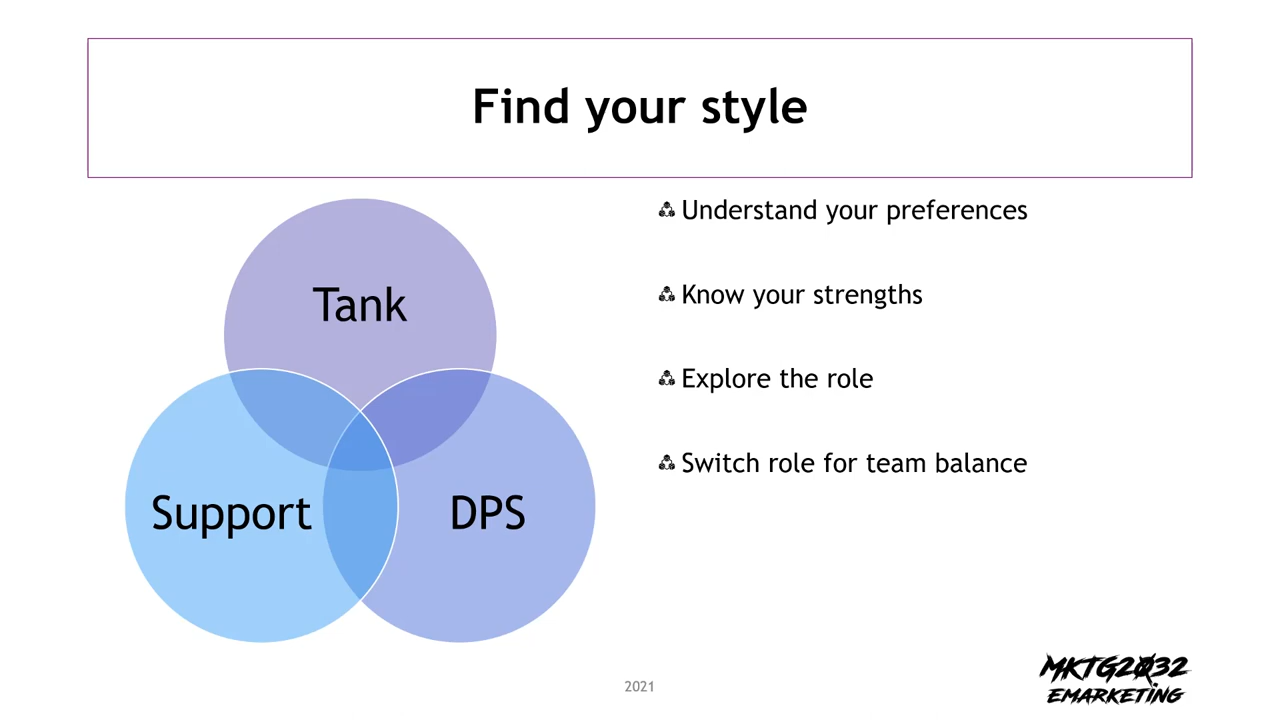 Find your style
Tank
Support
DPS
Understand your preferences
Know your strengths
Explore the role
Switch role for team balance
2021
MKTG2032
EMARKETING